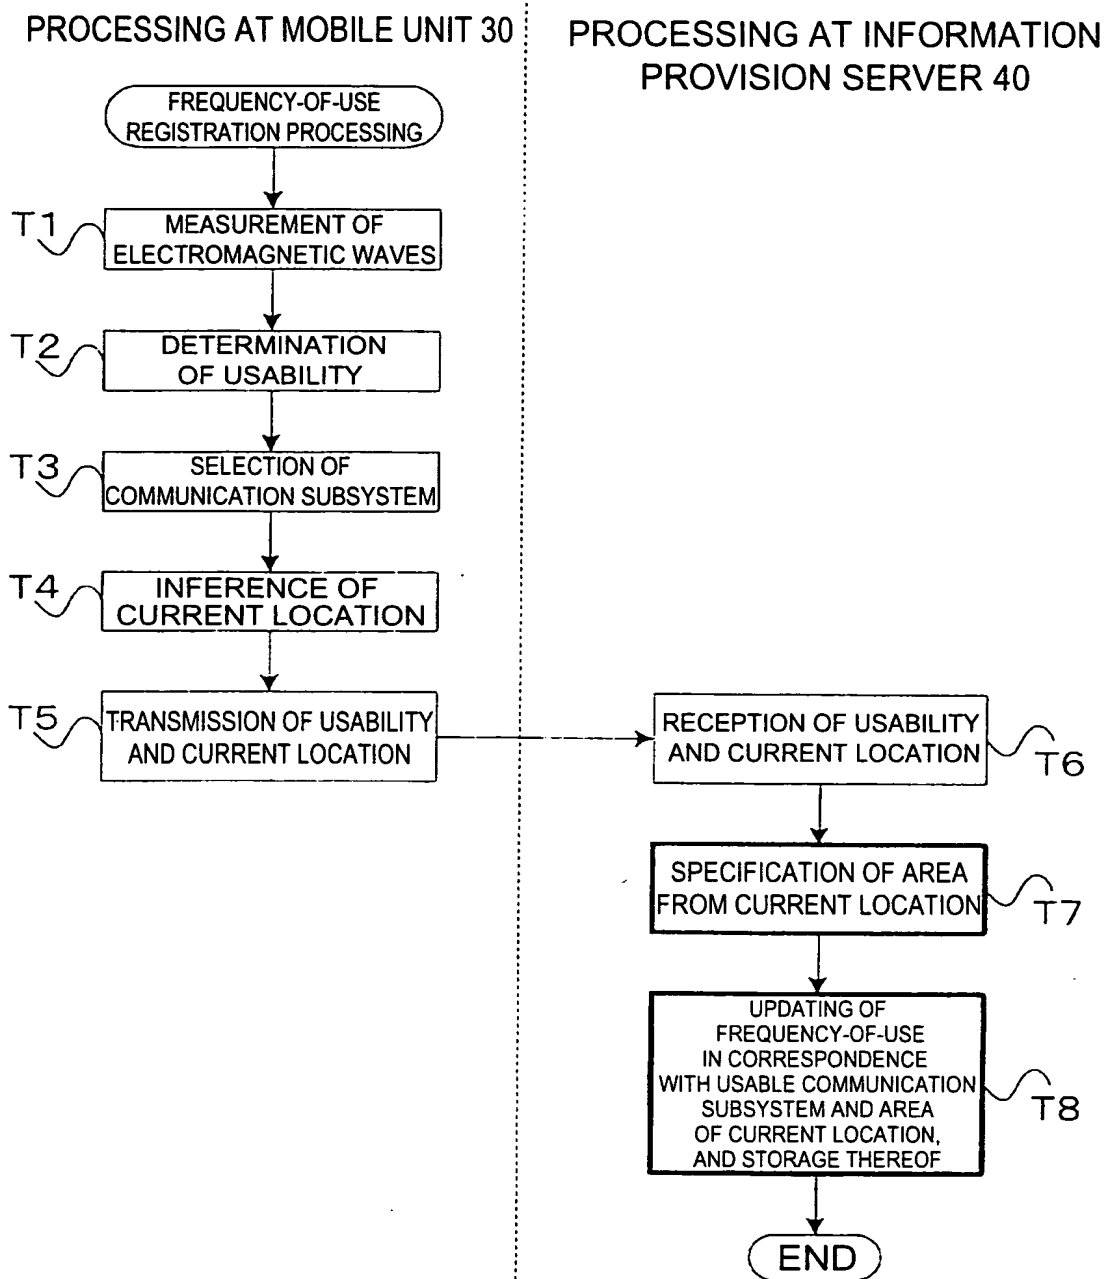 PROCESSING AT MOBILE UNIT 30
PROCESSING AT INFORMATION
PROVISION SERVER 40
FREQUENCY-OF-USE
REGISTRATION PROCESSING
T1
MEASUREMENT OF
ELECTROMAGNETIC WAVES
T2
DETERMINATION
OF USABILITY
T3
SELECTION OF
COMMUNICATION SUBSYSTEM
T4
INFERENCE OF
CURRENT LOCATION
T5
TRANSMISSION OF USABILITY
AND CURRENT LOCATION
RECEPTION OF USABILITY
AND CURRENT LOCATION
T6
SPECIFICATION OF AREA
FROM CURRENT LOCATION
T7
UPDATING OF
FREQUENCY-OF-USE
IN CORRESPONDENCE
WITH USABLE COMMUNICATION
SUBSYSTEM AND AREA
OF CURRENT LOCATION,
AND STORAGE THEREOF
T8
END